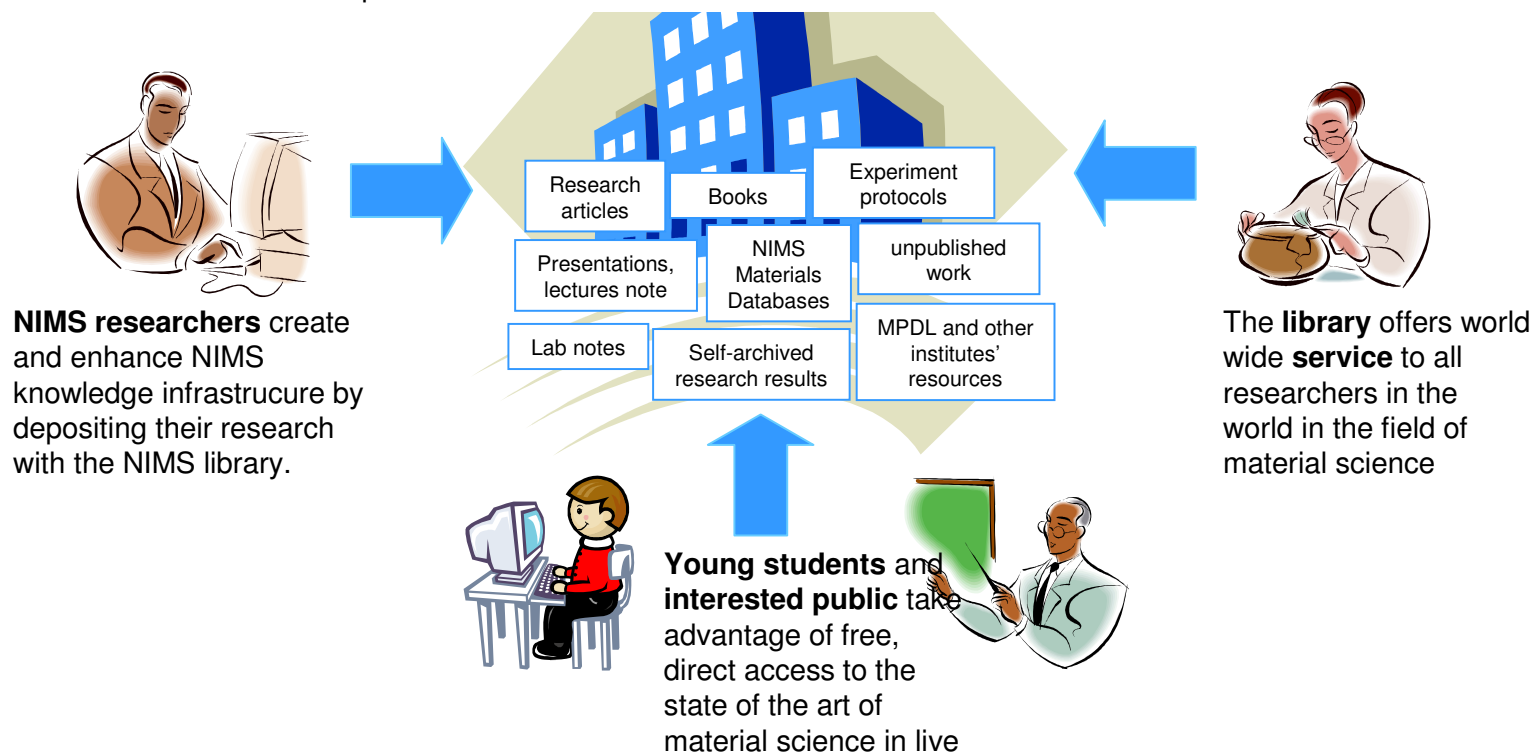 Research
articles
Books
Experiment
protocols
Presentations,
lectures note
NIMS
Materials
Databases
unpublished
work
Lab notes
Self-archived
research results
MPDL and other
institutes’
resources
NIMS researchers create
and enhance NIMS
knowledge infrastrucure by
depositing their research
with the NIMS library.
The library offers world
wide service to all
researchers in the
world in the field of
material science
Young students and
interested public take
advantage of free,
direct access to the
state of the art of
material science in live